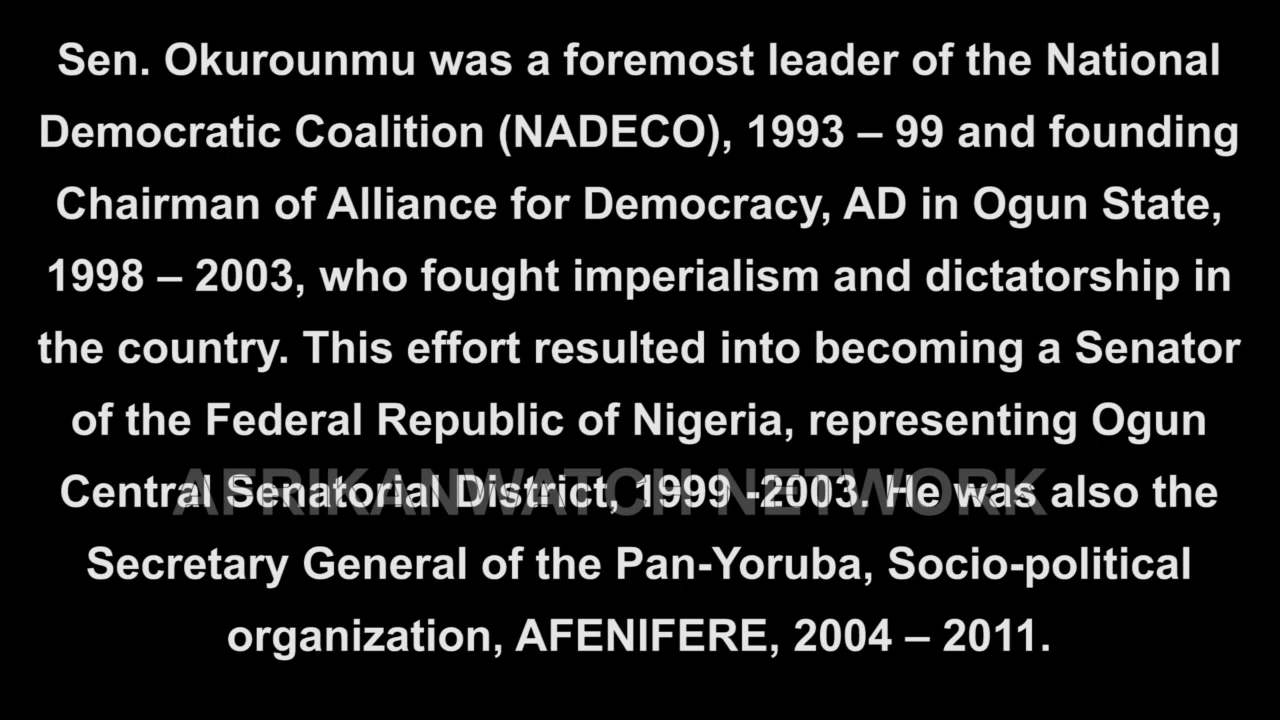 Sen. Okurounmu was a foremost leader of the National
Democratic Coalition (NADECO), 1993 – 99 and founding
Chairman of Alliance for Democracy, AD in Ogun State,
1998 – 2003, who fought imperialism and dictatorship in
the country. This effort resulted into becoming a Senator
of the Federal Republic of Nigeria, representing Ogun
Central Senatorial District, 1999 -2003. He was also the
AFRIKANWATCH NETWORK
Secretary General of the Pan-Yoruba, Socio-political
organization, AFENIFERE, 2004 – 2011.